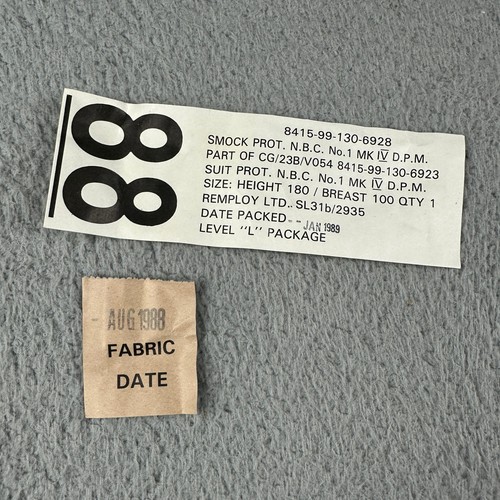 88
8415-99-130-6928
SMOCK PROT. N.B.C. No.1 MK IV D.P.M.
PART OF CG/23B/V054 8415-99-130-6923
SUIT PROT. N.B.C. No.1 MK IV D.P.M.
SIZE: HEIGHT 180 / BREAST 100 QTY 1
REMPLOY LTD.. SL31b/2935
DATE PACKED -- JAN 1989
LEVEL "L" PACKAGE
- AUG 1988
FABRIC
DATE